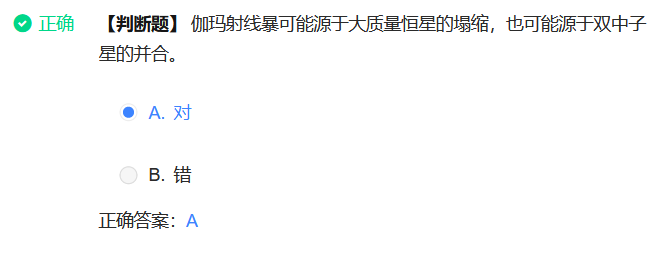 正确 【判断题】 伽玛射线暴可能源于大质量恒星的塌缩，也可能源于双中子
星的并合。
A. 对
B. 错
正确答案：A